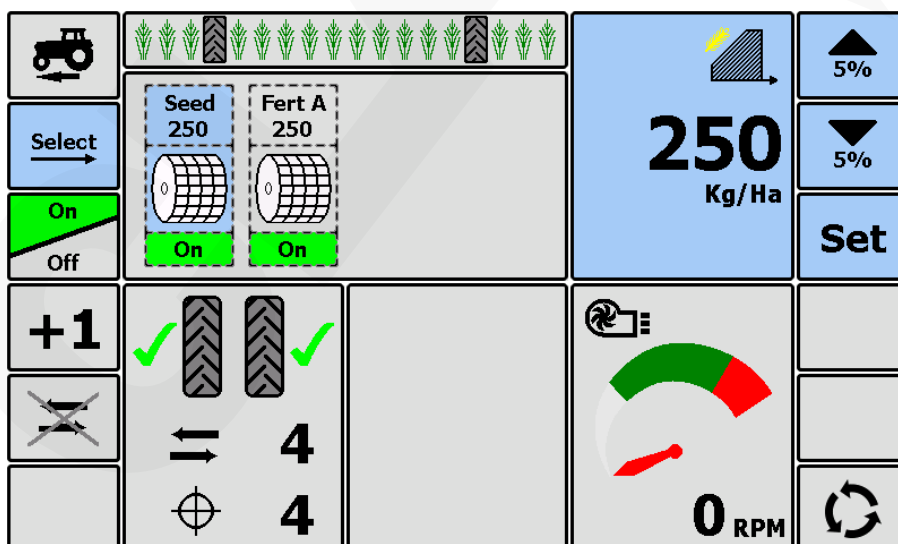 5%
Select
5%
On
Off
Set
Seed
250
Fert A
250
On
On
250
Kg/Ha
+1
4
4
0 RPM